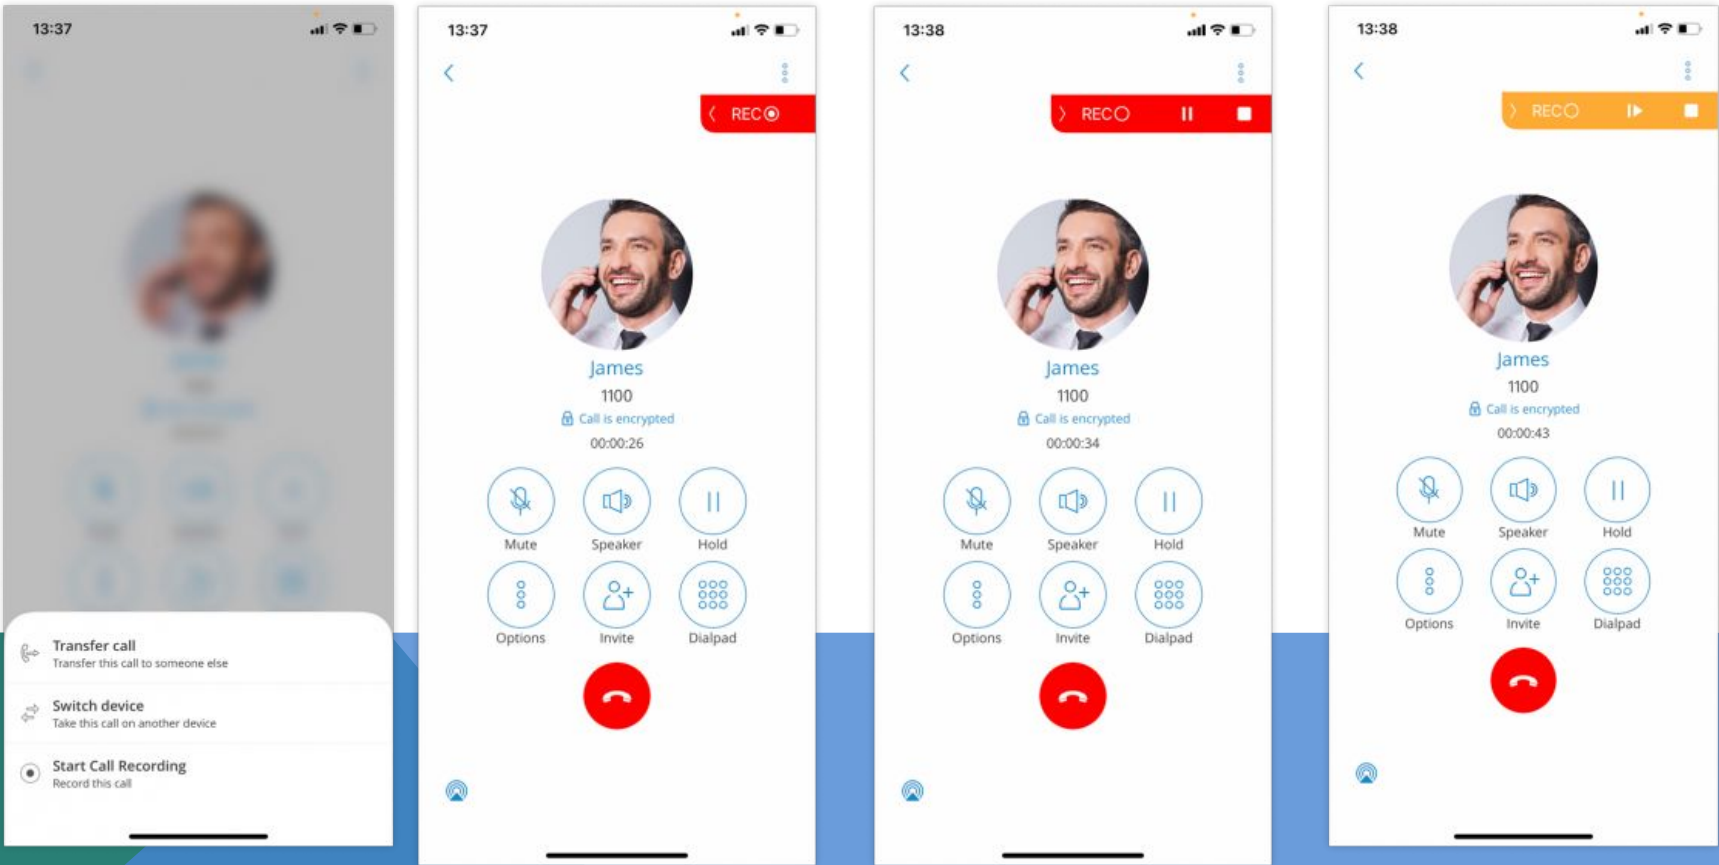 13:37
Transfer call
Transfer this call to someone else
Switch device
Take this call on another device
Start Call Recording
Record this call
13:37
REC
James
1100
Call is encrypted
00:00:26
Mute Speaker Hold
Options Invite Dialpad
13:38
REC
James
1100
Call is encrypted
00:00:34
Mute Speaker Hold
Options Invite Dialpad
13:38
REC
James
1100
Call is encrypted
00:00:43
Mute Speaker Hold
Options Invite Dialpad